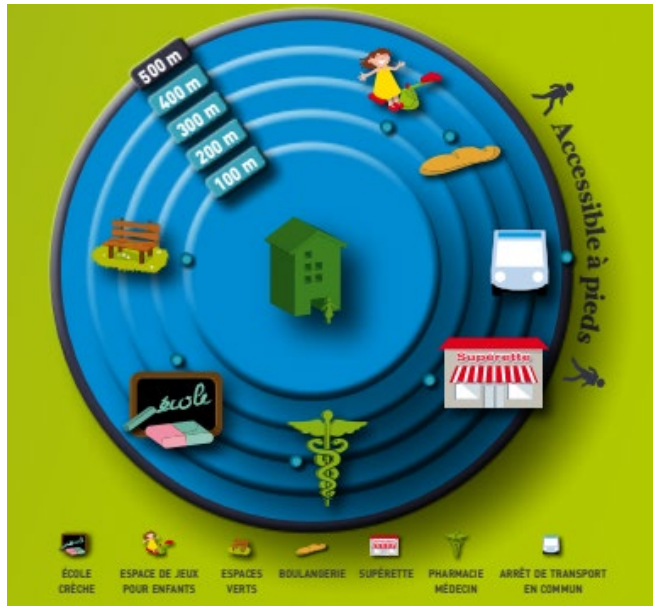 500 m
400 m
300 m
200 m
100 m
Accessible à pieds
Supérette
école
ÉCOLE
CRÈCHE
ESPACE DE JEUX
POUR ENFANTS
ESPACES
VERTS
BOULANGERIE
SUPÉRETTE
PHARMACIE
MÉDECIN
ARRÊT DE TRANSPORT
EN COMMUN